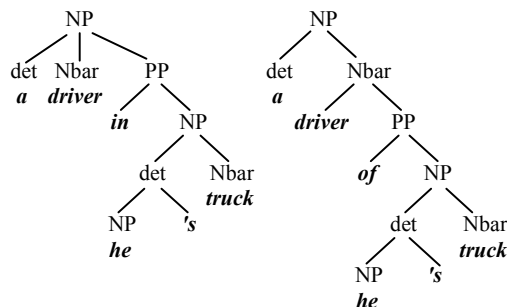 NP NP
det Nbar PP det Nbar
a driver a
in NP driver PP
det Nbar of NP
truck
NP 's det Nbar
he truck
NP 's
he